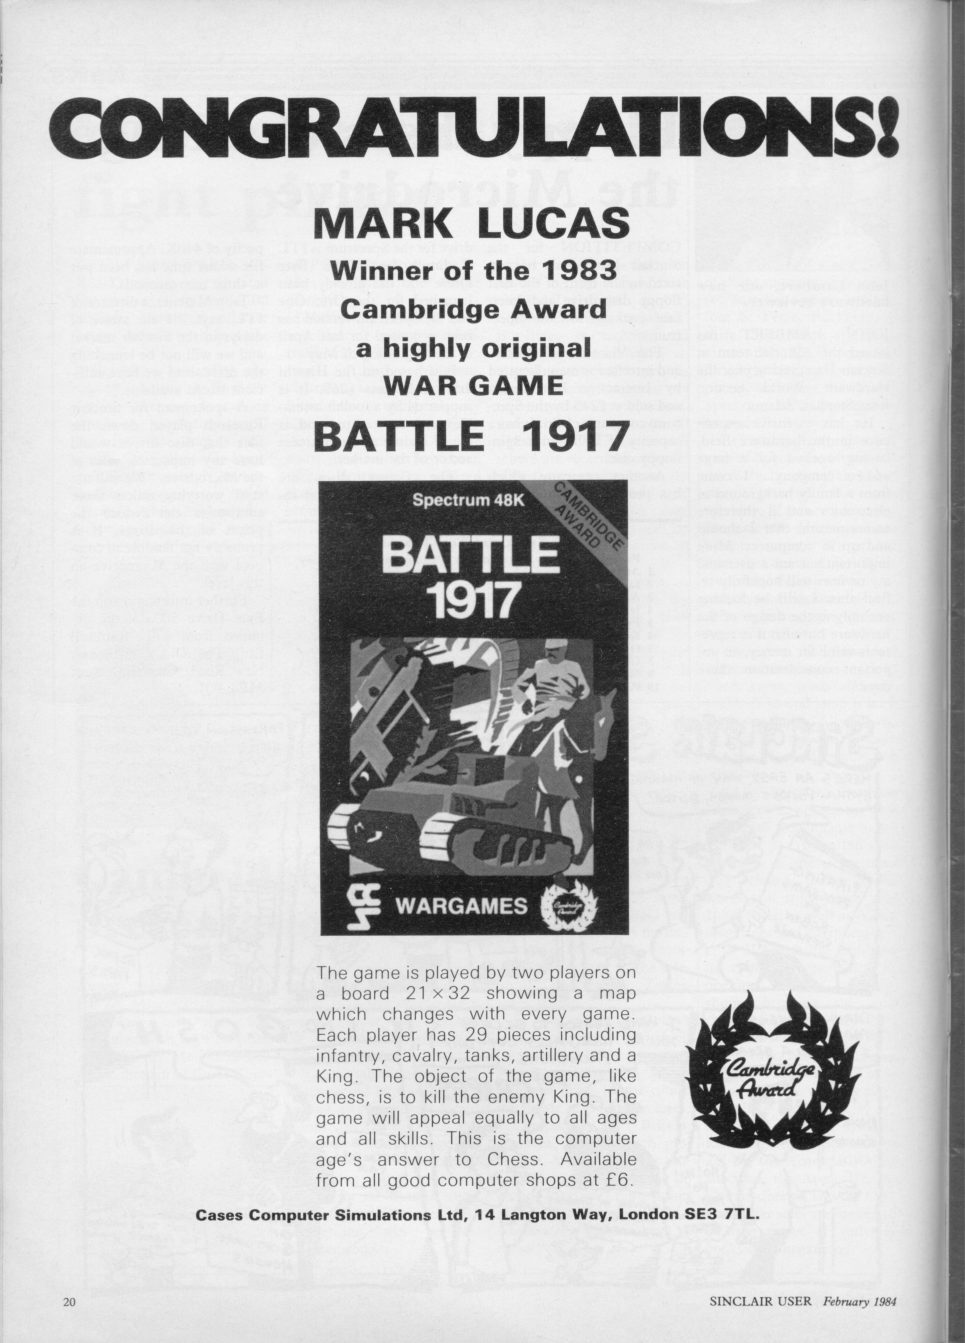 CONGRATULATIONS!
MARK LUCAS
Winner of the 1983
Cambridge Award
a highly original
WAR GAME
BATTLE 1917
Spectrum 48K
CAMBRIDGE
AWARD
BATTLE
1917
WARGAMES
Cambridge
Award
The game is played by two players on
a board 21 × 32 showing a map
which changes with every game.
Each player has 29 pieces including
infantry, cavalry, tanks, artillery and a
King. The object of the game, like
chess, is to kill the enemy King. The
game will appeal equally to all ages
and all skills. This is the computer
age's answer to Chess. Available
from all good computer shops at £6.
Cambridge
Award
Cases Computer Simulations Ltd, 14 Langton Way, London SE3 7TL.
20
SINCLAIR USER February 1984